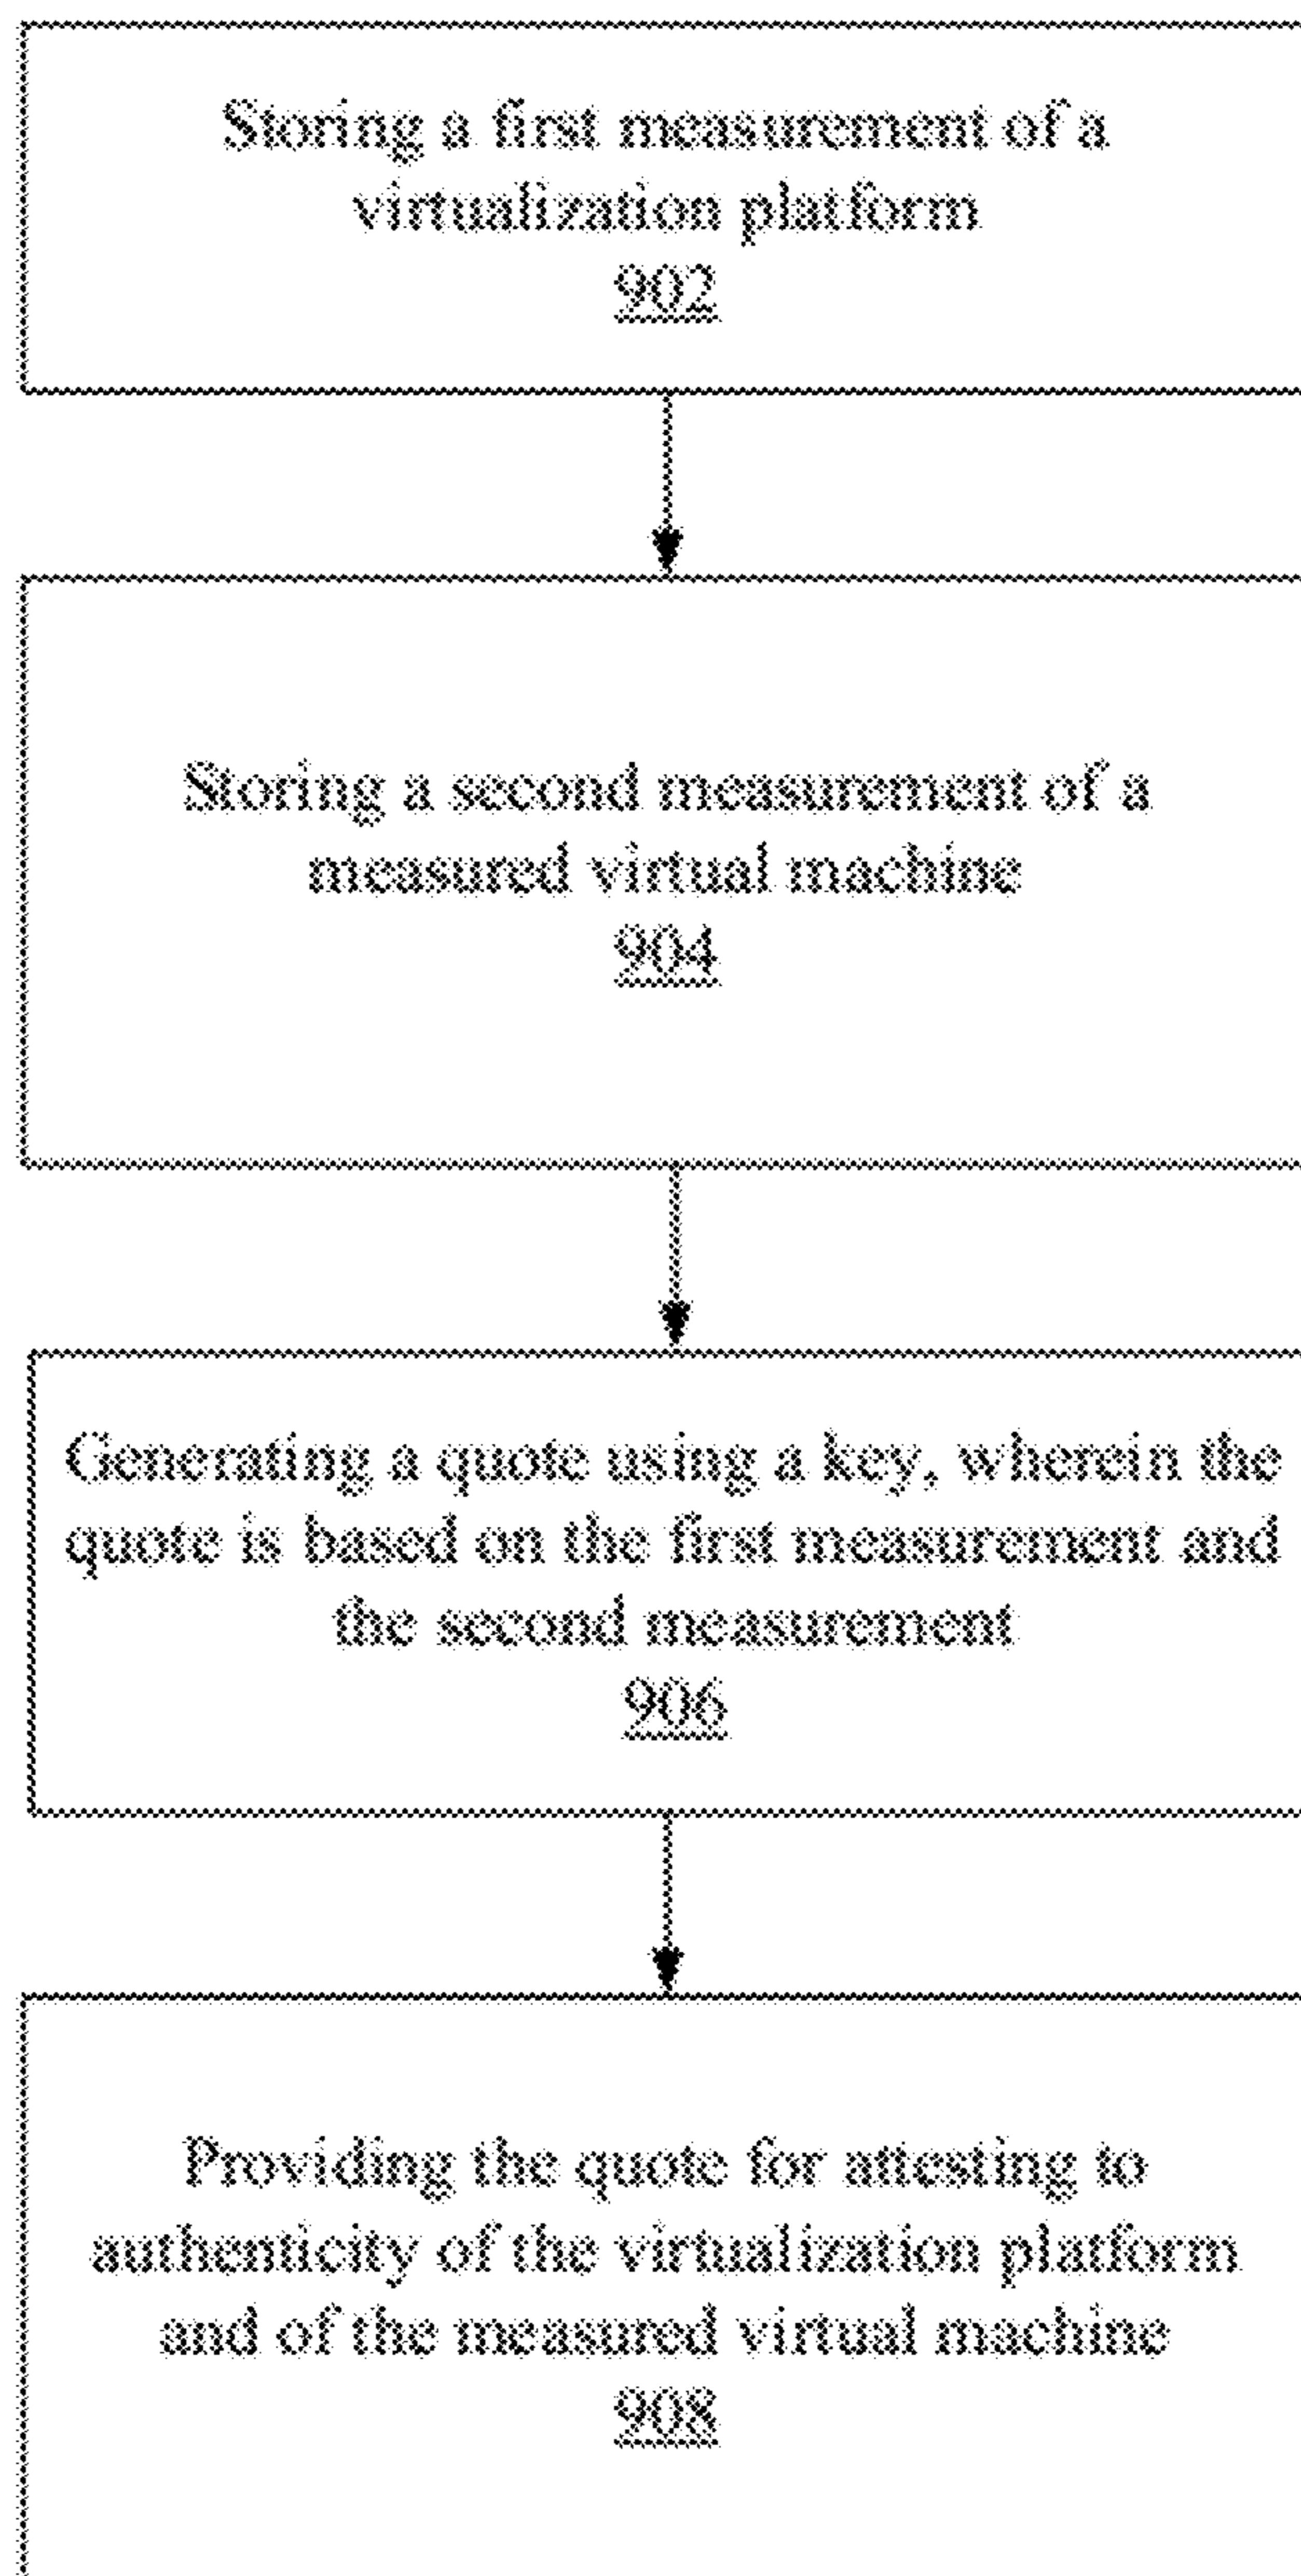 Storing a first measurement of a
virtualization platform
902
Storing a second measurement of a
measured virtual machine
904
Generating a quote using a key, wherein the
quote is based on the first measurement and
the second measurement
906
Providing the quote for attesting to
authenticity of the virtualization platform
and of the measured virtual machine
908